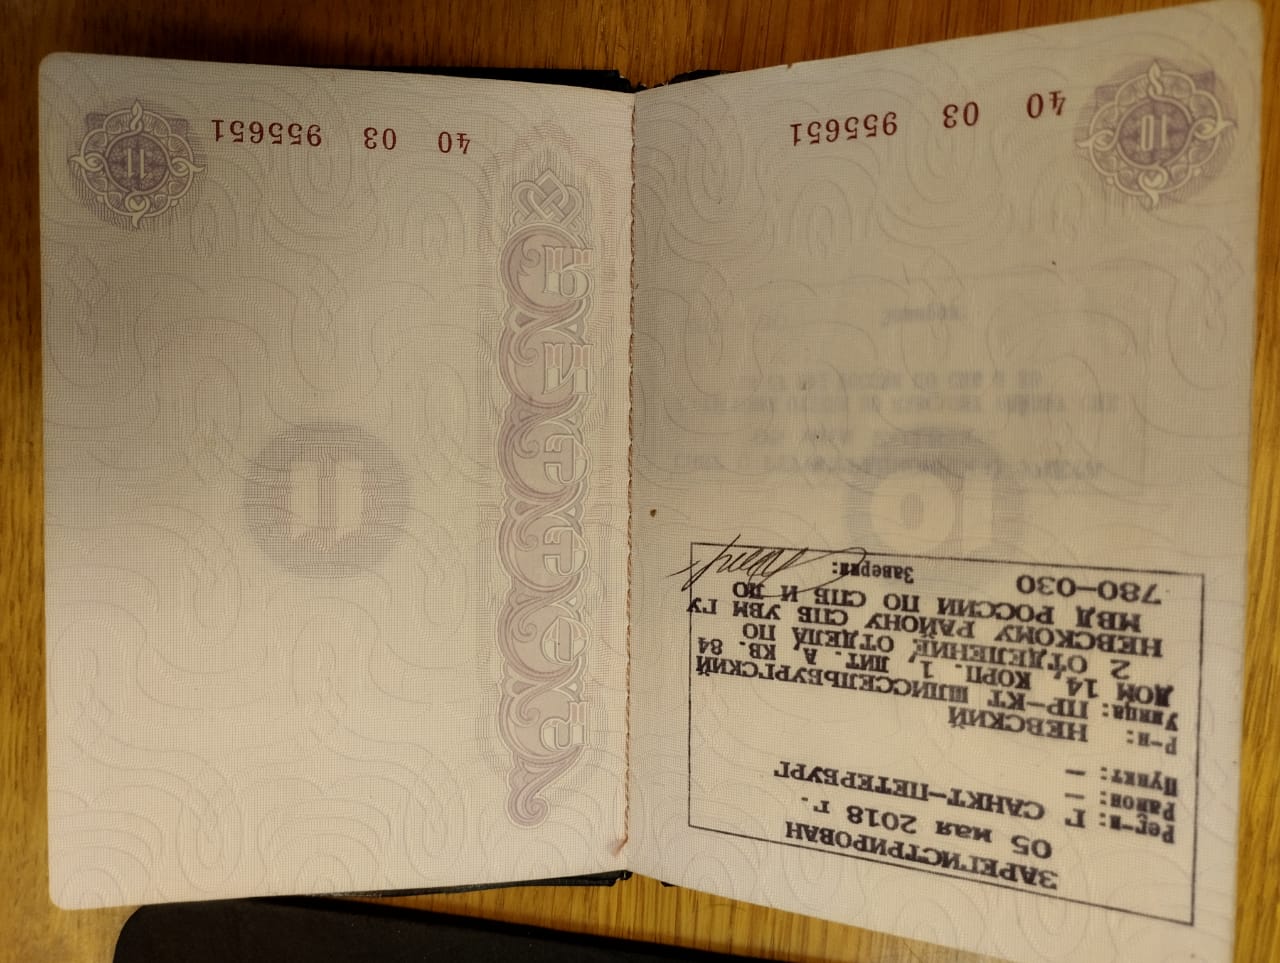 ЗАРЕГИСТРИРОВАН
05 мая 2018 г.
Рег-н: Г САНКТ-ПЕТЕРБУРГ
Район: –
Пункт: –
Р-н: НЕВСКИЙ
Улица: ПР-КТ ШЛИССЕЛЬБУРГСКИЙ
ДОМ 14, КОРП. 1 ЛИТ. А КВ. 84
2 ОТДЕЛЕНИЕ ОТДЕЛА ПО
НЕВСКОМУ РАЙОНУ СПБ УВМ ГУ
МВД РОССИИ ПО СПБ И ЛО
780-030 Заверил:
10
10
40 03 955651
11
40 03 955651
11